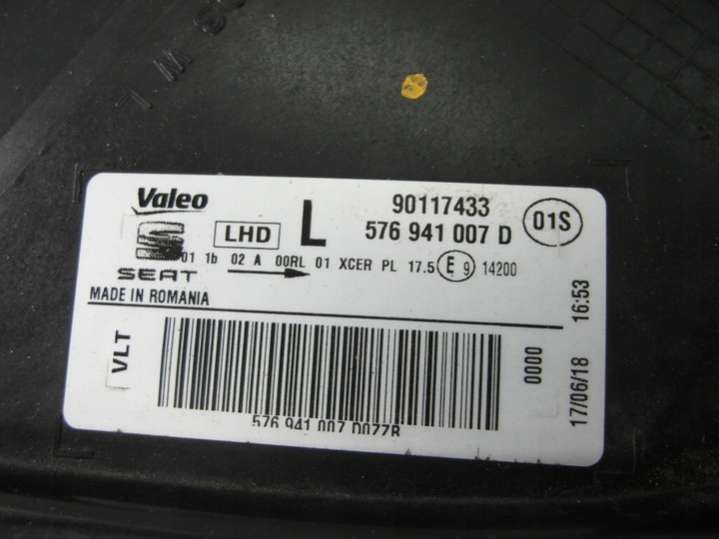 Valeo
90117433
LHD L 576 941 007 D 01S
SEAT
01 1b 02 A 00RL 01 XCER PL 17.5 E 9 14200
MADE IN ROMANIA
VLT
0000
17/06/18 16:53
576 941 007 D0ZZB